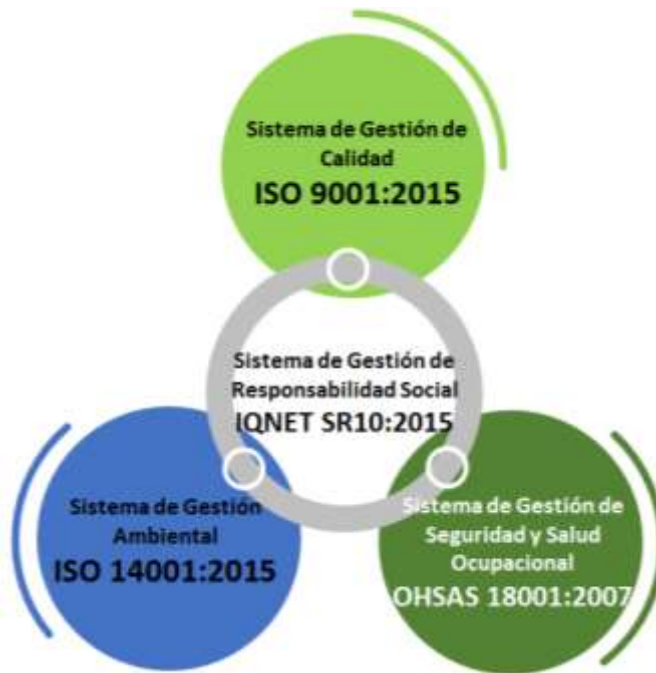 Sistema de Gestión de
Calidad
ISO 9001:2015
Sistema de Gestión de
Responsabilidad Social
IQNET SR10:2015
Sistema de Gestión
Ambiental
ISO 14001:2015
Sistema de Gestión de
Seguridad y Salud
Ocupacional
OHSAS 18001:2007